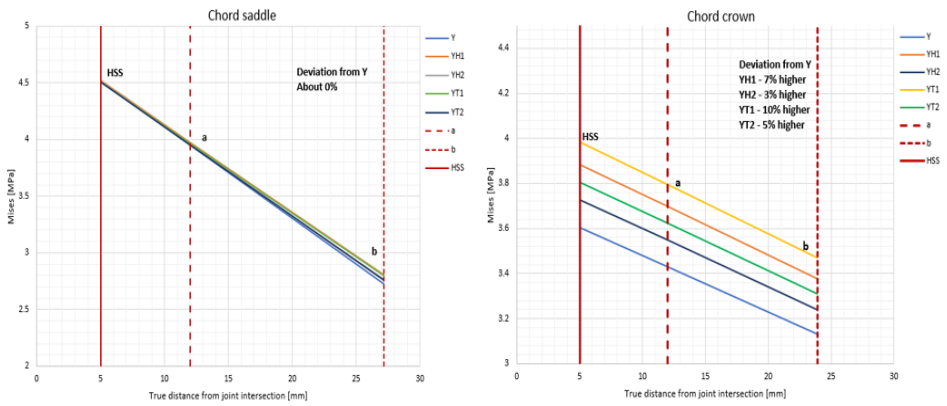 Chord saddle
5
4.5
4
3.5
3
2.5
2
Mises [MPa]
0
5
10
15
20
25
30
True distance from joint intersection [mm]
HSS
a
b
Deviation from Y
About 0%
Y
YH1
YH2
YT1
YT2
a
b
HSS
Chord crown
4.4
4.2
4
3.8
3.6
3.4
3.2
3
Mises [MPa]
0
5
10
15
20
25
30
True distance from joint intersection [mm]
HSS
a
b
Deviation from Y
YH1 - 7% higher
YH2 - 3% higher
YT1 - 10% higher
YT2 - 5% higher
Y
YH1
YH2
YT1
YT2
a
b
HSS